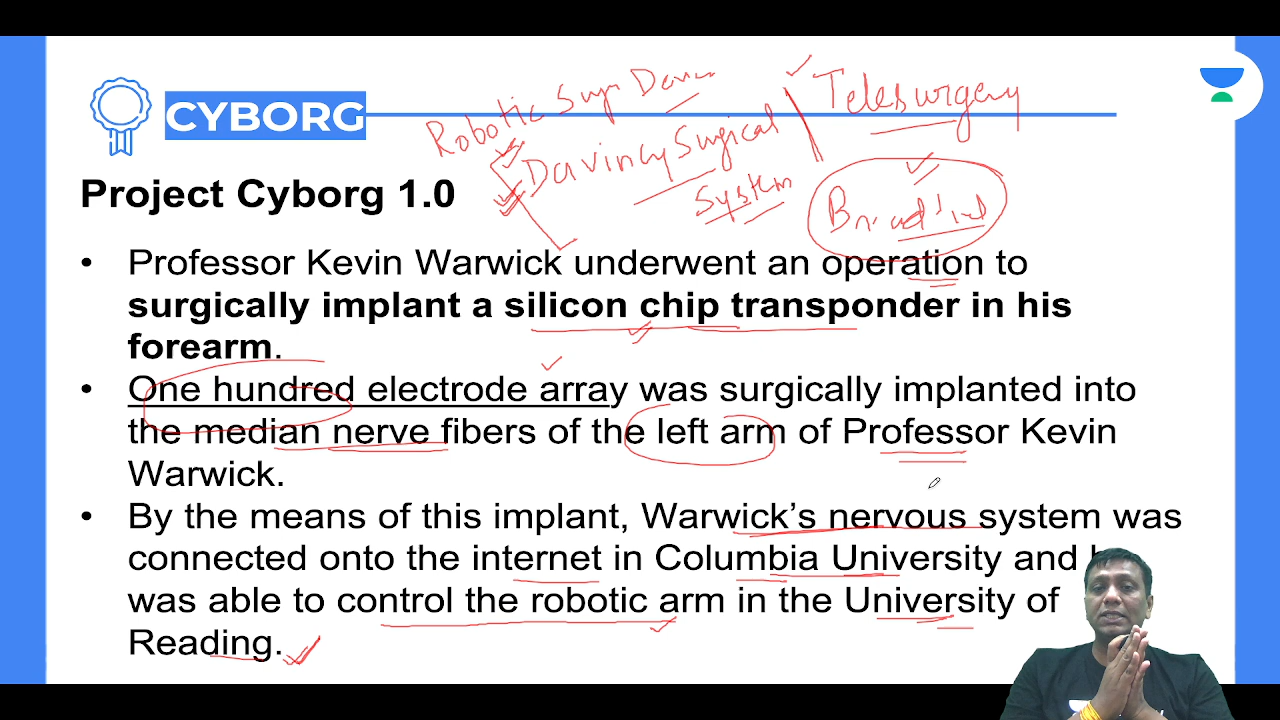 Robotic
Telesurgery
CYBORG
Davincy Surgical
System
Project Cyborg 1.0
• Professor Kevin Warwick underwent an operation to
surgically implant a silicon chip transponder in his
forearm.
• One hundred electrode array was surgically implanted into
the median nerve fibers of the left arm of Professor Kevin
Warwick.
• By the means of this implant, Warwick's nervous system was
connected onto the internet in Columbia University and
was able to control the robotic arm in the University of
Reading.